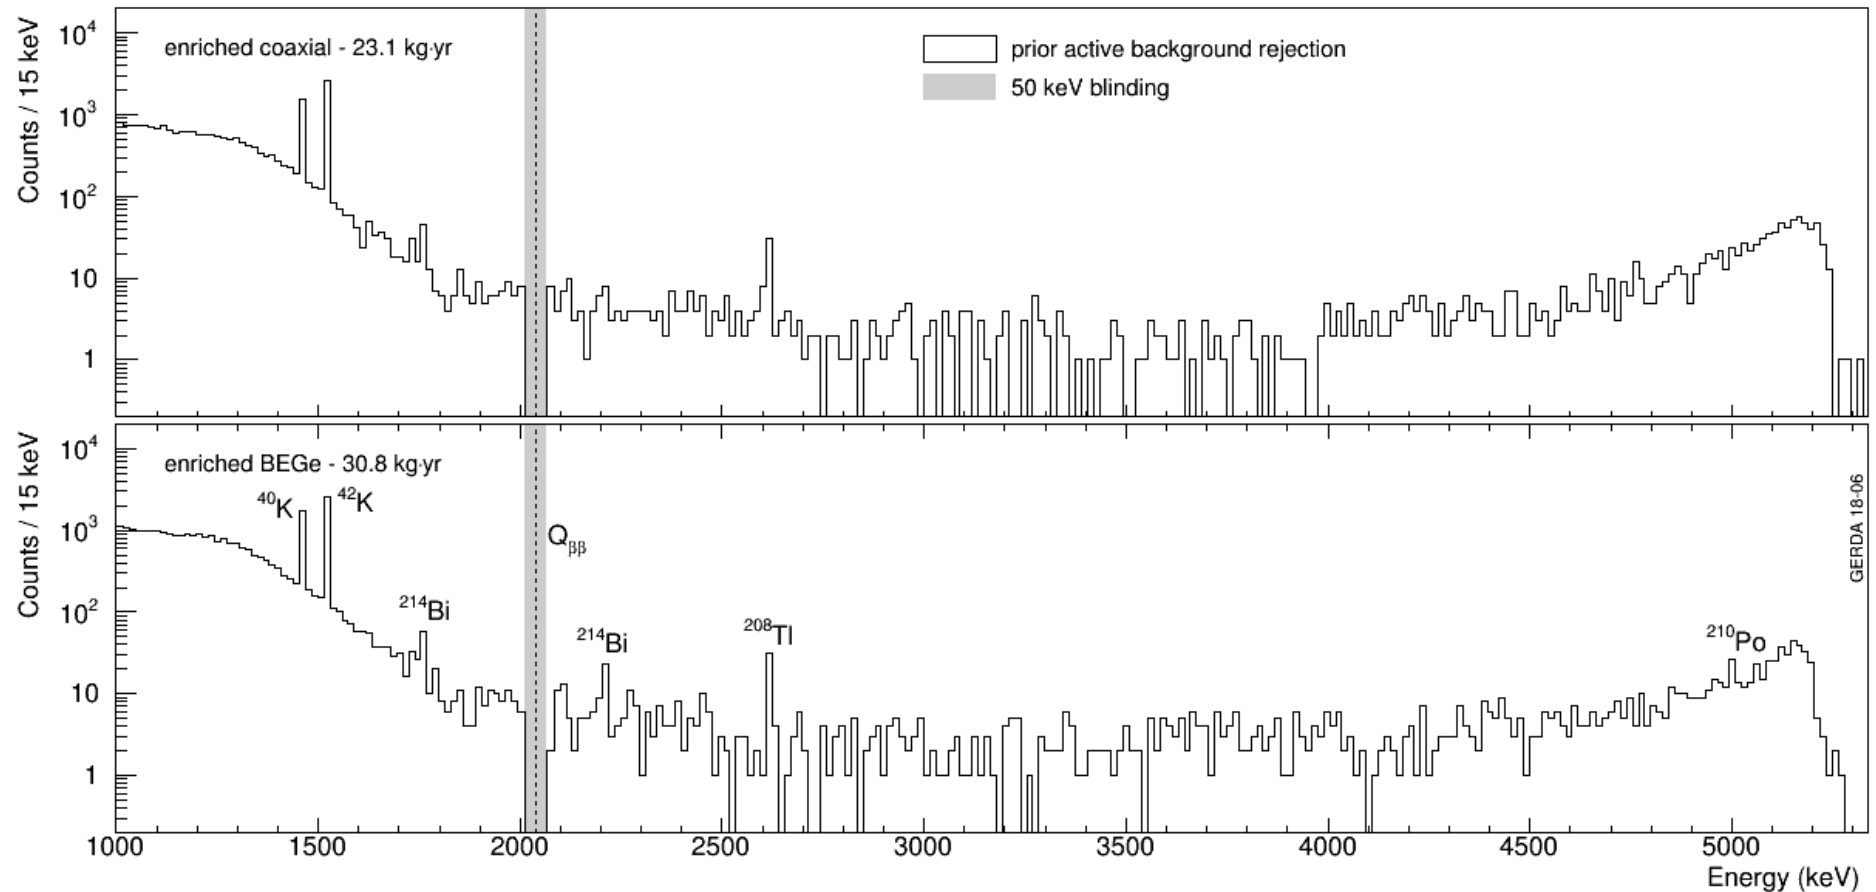 Counts / 15 keV
10⁴
10³
10²
10
1
enriched coaxial - 23.1 kg·yr
prior active background rejection
50 keV blinding
Counts / 15 keV
10⁴
10³
10²
10
1
enriched BEGe - 30.8 kg·yr
⁴⁰K
⁴²K
²¹⁴Bi
Qββ
²¹⁴Bi
²⁰⁸Tl
²¹⁰Po
GERDA 18-06
1000 1500 2000 2500 3000 3500 4000 4500 5000
Energy (keV)